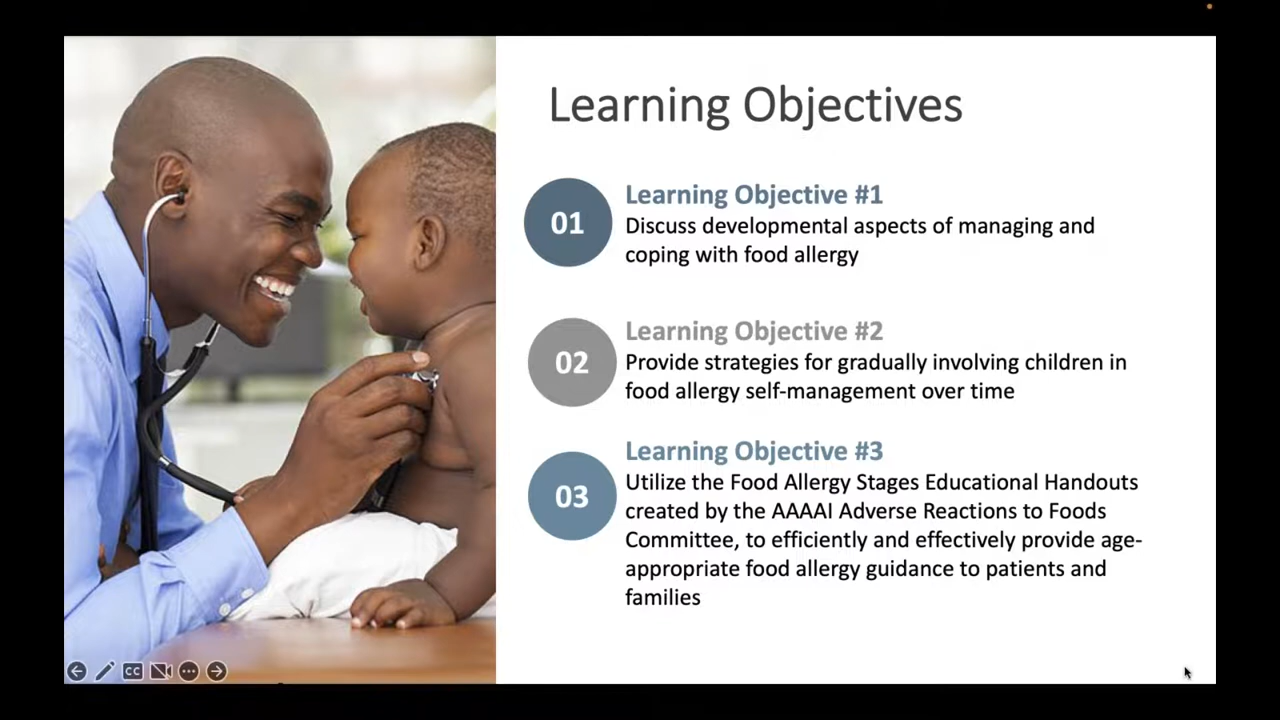 Learning Objectives
01
Learning Objective #1
Discuss developmental aspects of managing and
coping with food allergy
02
Learning Objective #2
Provide strategies for gradually involving children in
food allergy self-management over time
03
Learning Objective #3
Utilize the Food Allergy Stages Educational Handouts
created by the AAAAI Adverse Reactions to Foods
Committee, to efficiently and effectively provide age-
appropriate food allergy guidance to patients and
families
CC